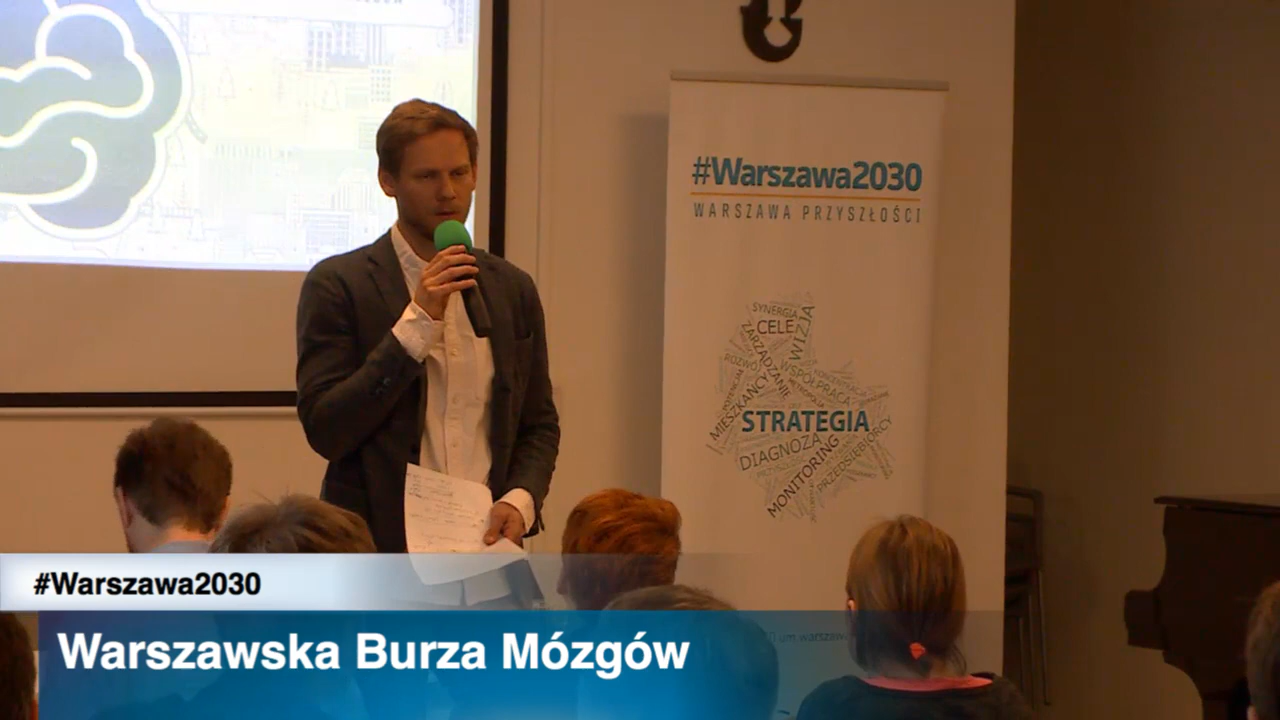 #Warszawa2030
WARSZAWA PRZYSZŁOŚCI
SYNERGIA
CELE
WIZJA
ZARZĄDZANIE
ROZWÓJ
WSPÓŁPRACA
MIESZKAŃCY
STRATEGIA
DIAGNOZA
MONITORING
PRZEDSIĘBIORCY
#Warszawa2030
Warszawska Burza Mózgów